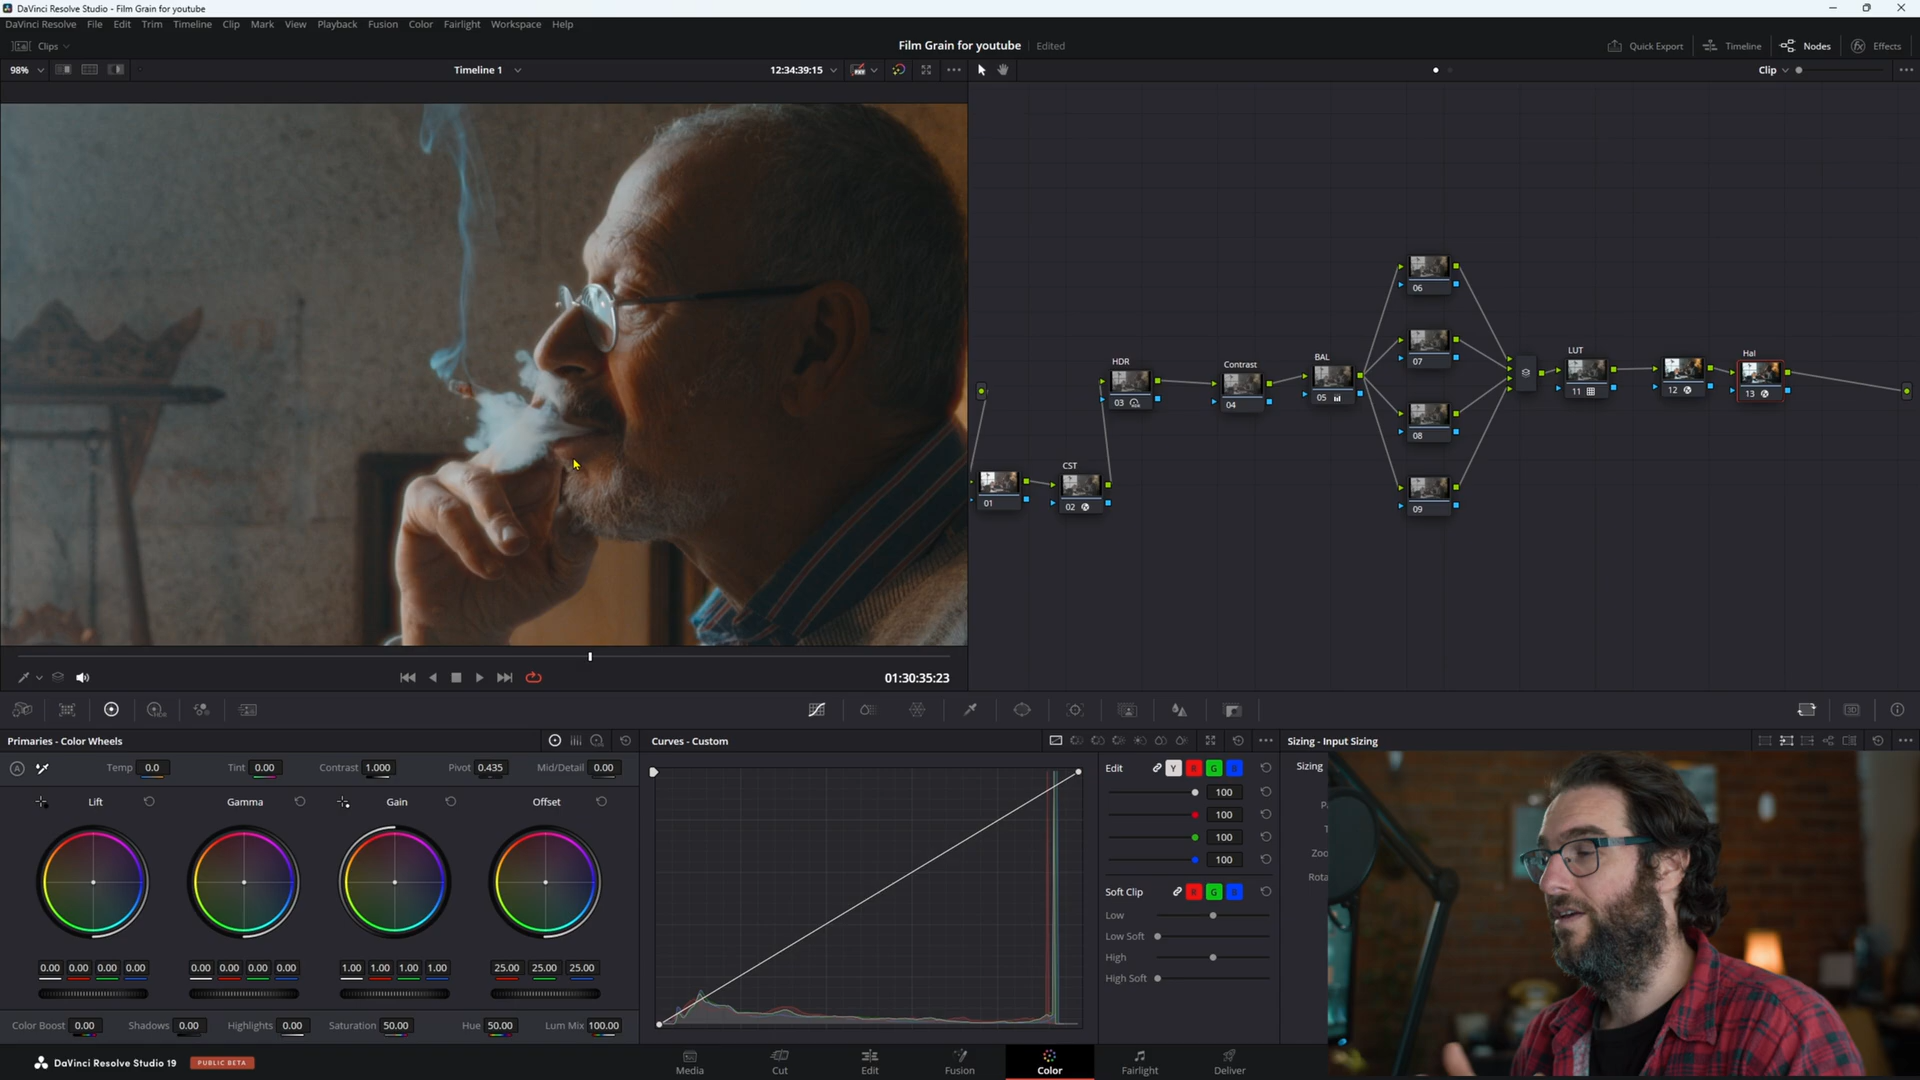 DaVinci Resolve Studio - Film Grain for youtube
DaVinci Resolve File Edit Trim Timeline Clip Mark View Playback Fusion Color Fairlight Workspace Help
Clips Film Grain for youtube Edited Quick Export Timeline Nodes Effects
98% Timeline 1 12:34:39:15 Clip
06
HDR
03
Contrast
04
BAL
05
07
08
09
LUT
11
12
Hal
13
01
CST
02
01:30:35:23
Primaries - Color Wheels
Curves - Custom
Sizing - Input Sizing
Temp 0.0 Tint 0.00 Contrast 1.000 Pivot 0.435 Mid/Detail 0.00
Lift Gamma Gain Offset
0.00 0.00 0.00 0.00 0.00 0.00 0.00 0.00 1.00 1.00 1.00 1.00 25.00 25.00 25.00
Color Boost 0.00 Shadows 0.00 Highlights 0.00 Saturation 50.00 Hue 50.00 Lum Mix 100.00
Edit Y R G B
100
100
100
100
Soft Clip R G B
Low
Low Soft
High
High Soft
Sizing
Zoo
Rota
DaVinci Resolve Studio 19 PUBLIC BETA
Media Cut Edit Fusion Color Fairlight Deliver